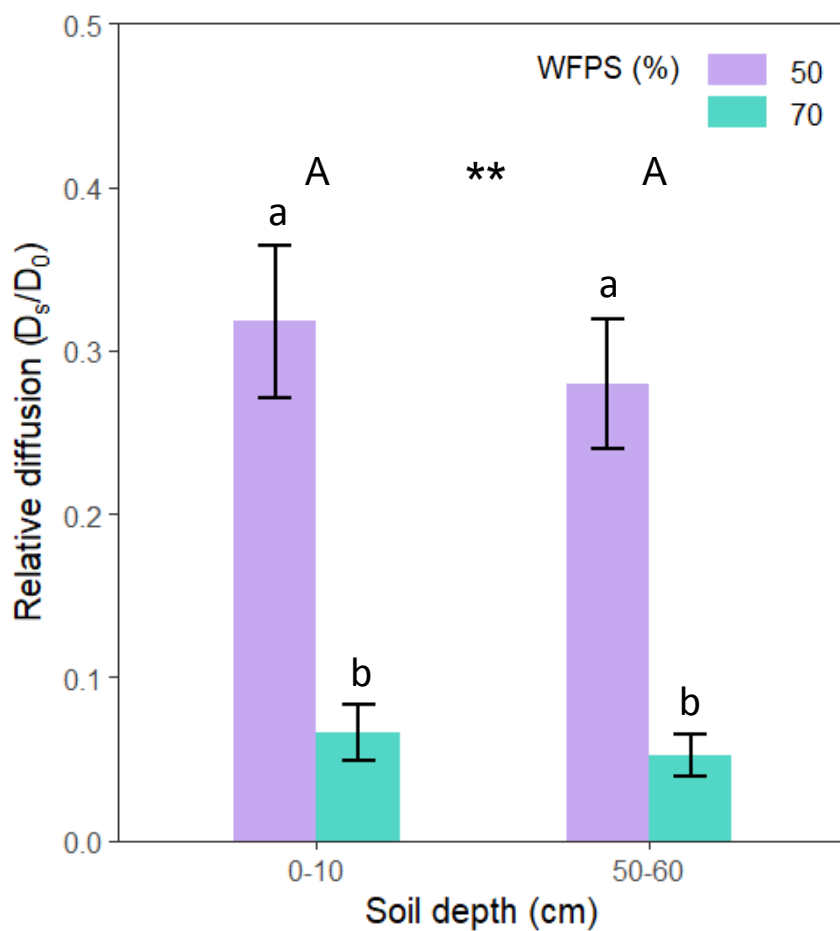 0.5
WFPS (%)
50
70
A ** A
0.4
a
a
0.3
Relative diffusion (Ds/D0)
0.2
0.1
b
b
0.0
0-10
50-60
Soil depth (cm)